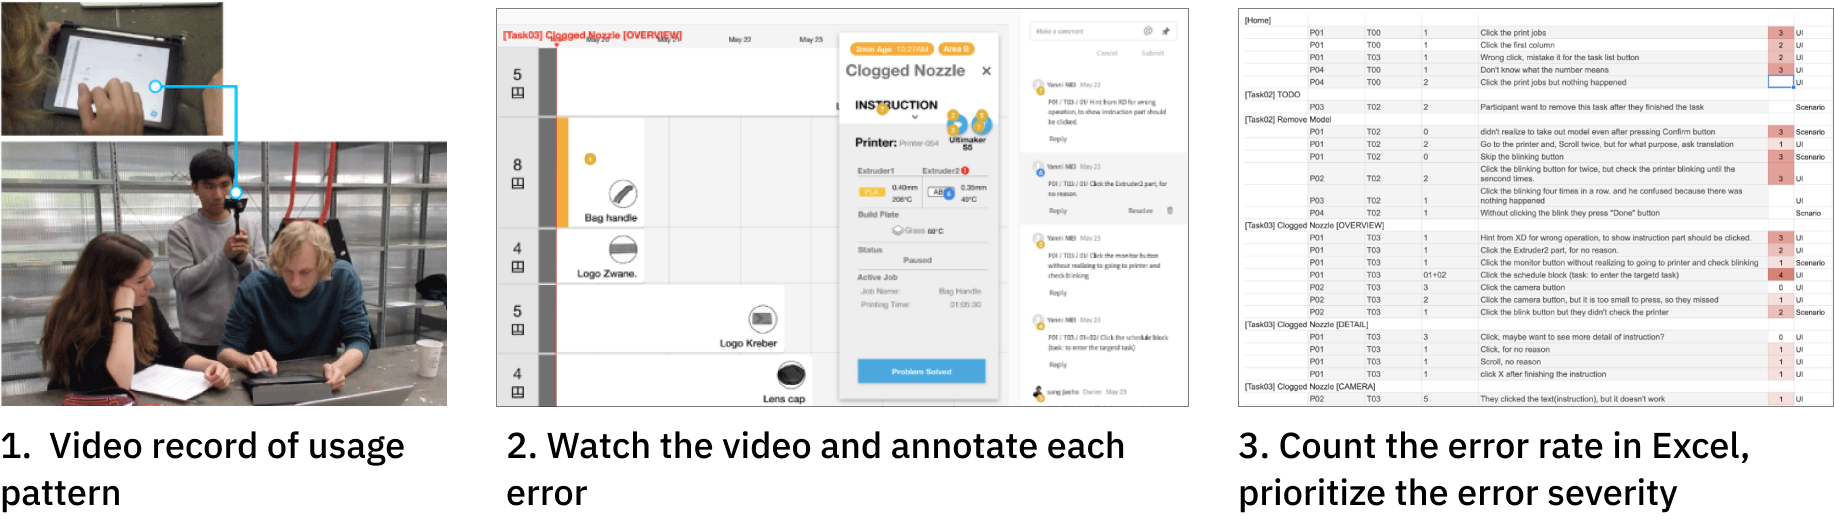 1.  Video record of usage
pattern
[Task03] Clogged Nozzle [OVERVIEW]
May 20
May 21
May 22
May 23
5
8
Bag handle
4
Logo Zwane.
5
Logo Kreber
4
Lens cap
3min Ago 10:27AM
Area B
Clogged Nozzle
INSTRUCTION
Printer: Printer-054
Ultimaker
S5
Extruder1
Extruder2
PLA
0.40mm
206°C
0.35mm
40°C
Build Plate
Glass 60°C
Status
Paused
Active Job
Job Name: Bag Handle
Printing Time: 01:05:30
Problem Solved
Make a comment
Cancel Submit
Yanni MEI May 23
P01 / T03 / 01/ Hint from XD for wrong
operation, to show instruction part should
be clicked.
Reply
Yanni MEI May 23
P01 / T03 / 01/ Click the Extruder2 part, for
no reason.
Reply Resolve
Yanni MEI May 23
P01 / T03 / 01/ Click the monitor button
without realizing to going to printer and
check blinking
Reply
Yanni MEI May 23
P01 / T03 / 01+02/ Click the schedule block
(task: to enter the targetd task)
Reply
sung jaeho Owner May 23
2. Watch the video and annotate each
error
[Home]
P01 T00 1 Click the print jobs 3 UI
P01 T00 1 Click the first column 2 UI
P01 T03 1 Wrong click, mistake it for the task list button 2 UI
P04 T00 1 Don't know what the number means 3 UI
P04 T00 2 Click the print jobs but nothing happened UI
[Task02] TODO
P03 T02 2 Participant want to remove this task after they finished the task Scenario
[Task02] Remove Model
P01 T02 0 didn't realize to take out model even after pressing Confirm button 3 Scenario
P01 T02 2 Go to the printer and, Scroll twice, but for what purpose, ask translation 1 UI
P01 T02 0 Skip the blinking button 3 Scenario
P02 T02 2 Click the blinking button for twice, but check the printer blinking until the
sencond times. 3 UI
P03 T02 1 Click the blinking four times in a row. and he confused because there was
nothing happened UI
P04 T02 1 Without clicking the blink they press "Done" button Scnario
[Task03] Clogged Nozzle [OVERVIEW]
P01 T03 1 Hint from XD for wrong operation, to show instruction part should be clicked. 3 UI
P01 T03 1 Click the Extruder2 part, for no reason. 2 UI
P01 T03 1 Click the monitor button without realizing to going to printer and check blinking 1 Scenario
P01 T03 01+02 Click the schedule block (task: to enter the targetd task) 4 UI
P02 T03 3 Click the camera button 0 UI
P02 T03 2 Click the camera button, but it is too small to press, so they missed 1 UI
P02 T03 1 Click the blink button but they didn't check the printer 2 Scenario
[Task03] Clogged Nozzle [DETAIL]
P01 T03 3 Click, maybe want to see more detail of instruction? 0 UI
P01 T03 1 Click, for no reason 1 UI
P01 T03 1 Scroll, no reason 1 UI
P01 T03 1 click X after finishing the instruction 1 UI
[Task03] Clogged Nozzle [CAMERA]
P02 T03 5 They clicked the text(instruction), but it doesn't work 1 UI
3. Count the error rate in Excel,
prioritize the error severity